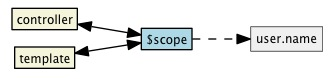 controller
$scope
user.name
template